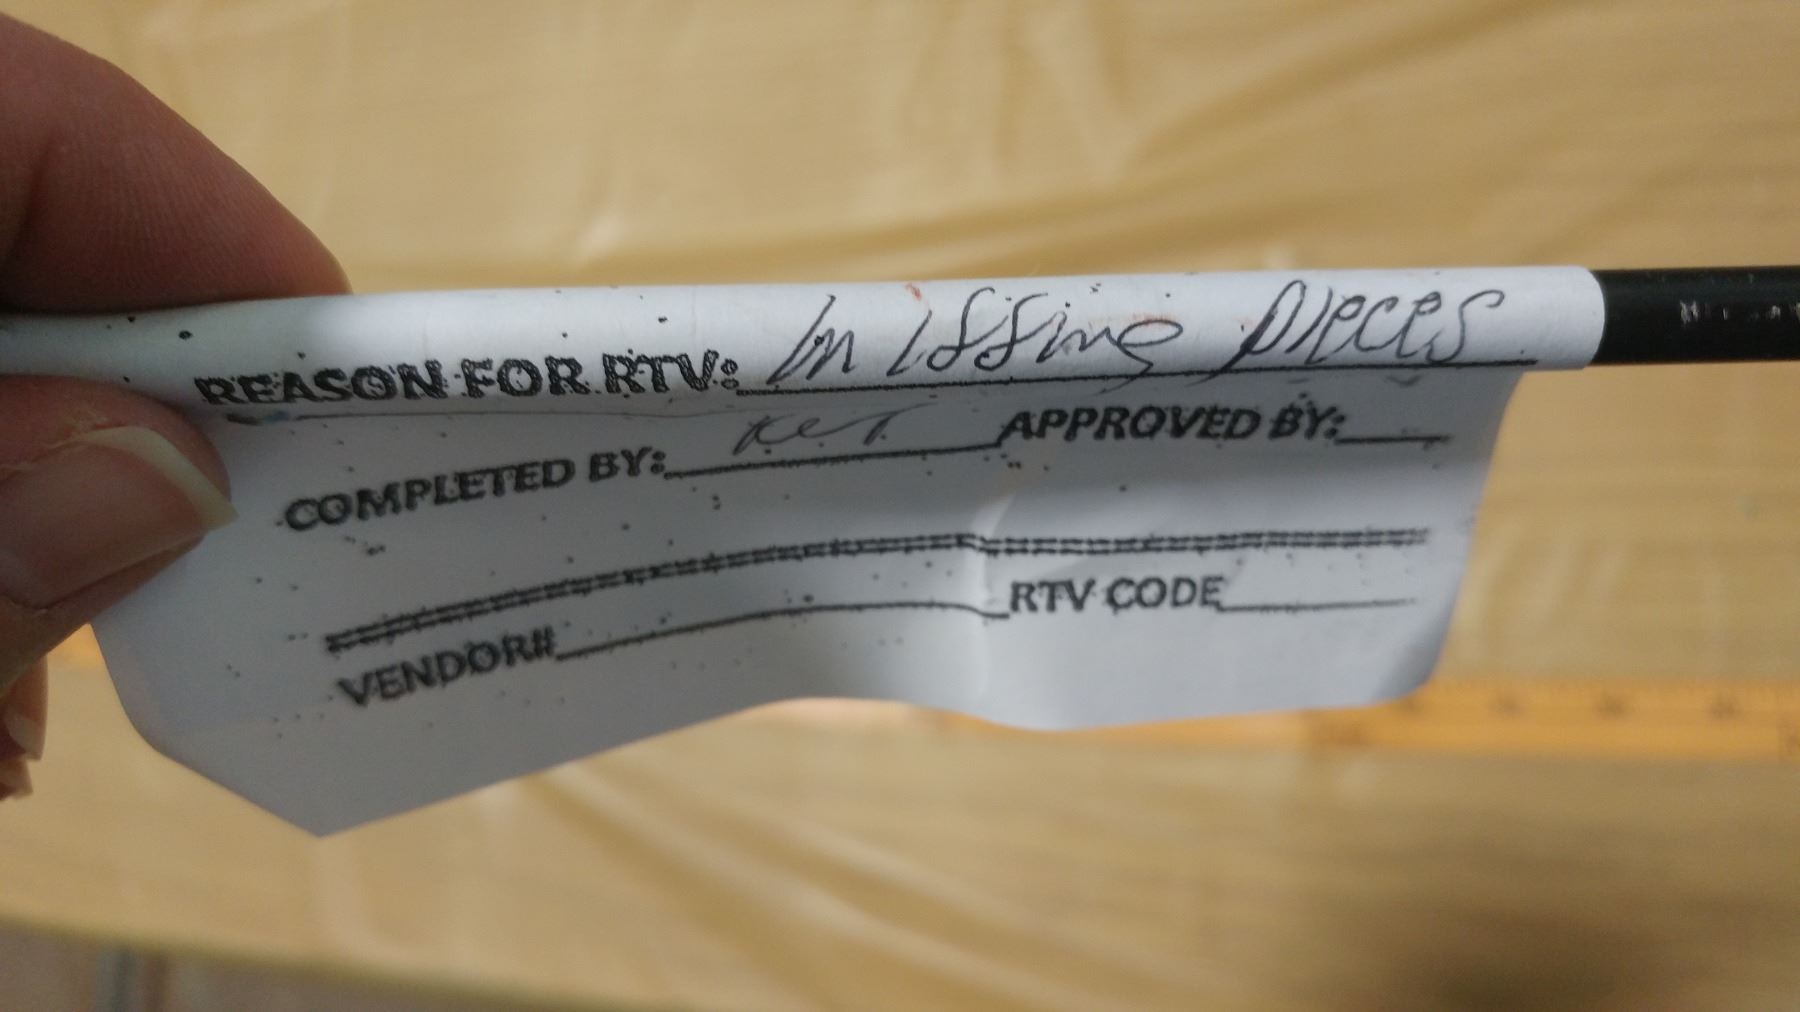 REASON FOR RTV: missing pieces
COMPLETED BY: APPROVED BY:
VENDOR# RTV CODE